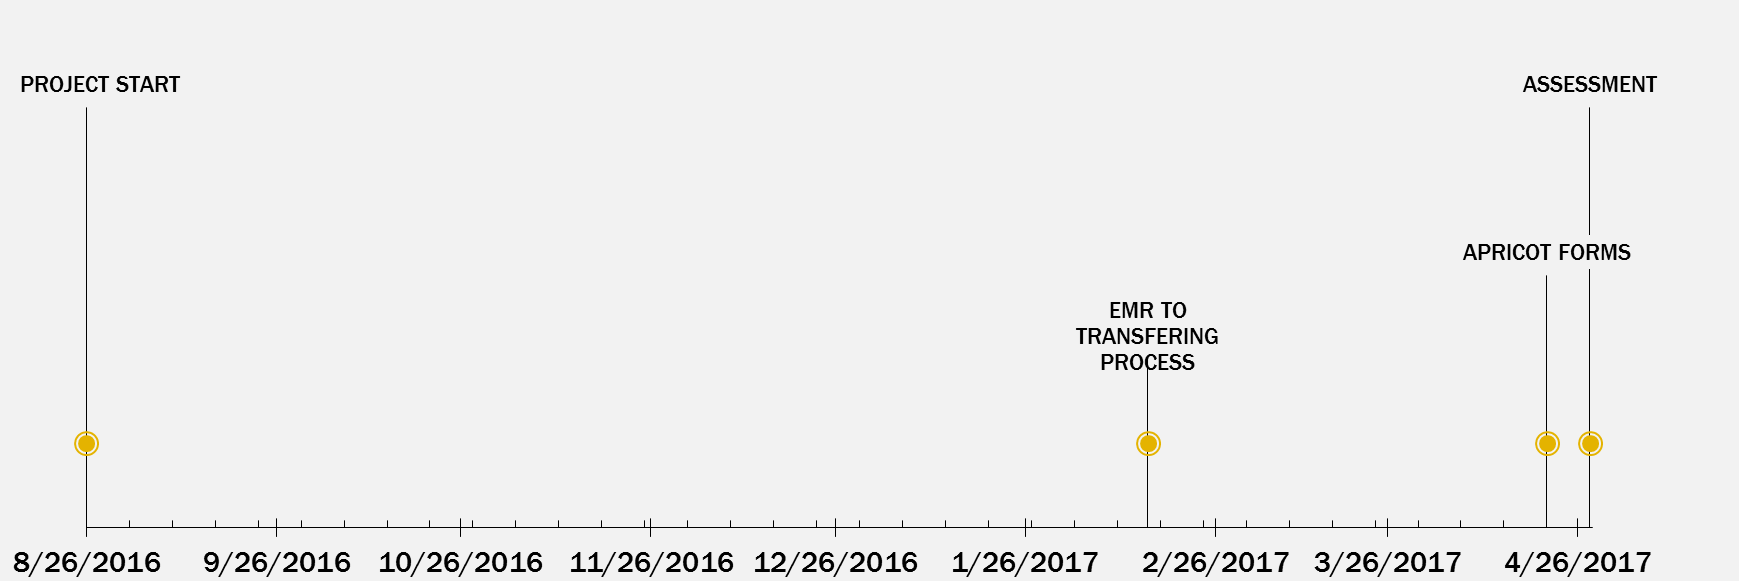 PROJECT START
ASSESSMENT
APRICOT FORMS
EMR TO
TRANSFERING
PROCESS
8/26/2016
9/26/2016
10/26/2016
11/26/2016
12/26/2016
1/26/2017
2/26/2017
3/26/2017
4/26/2017